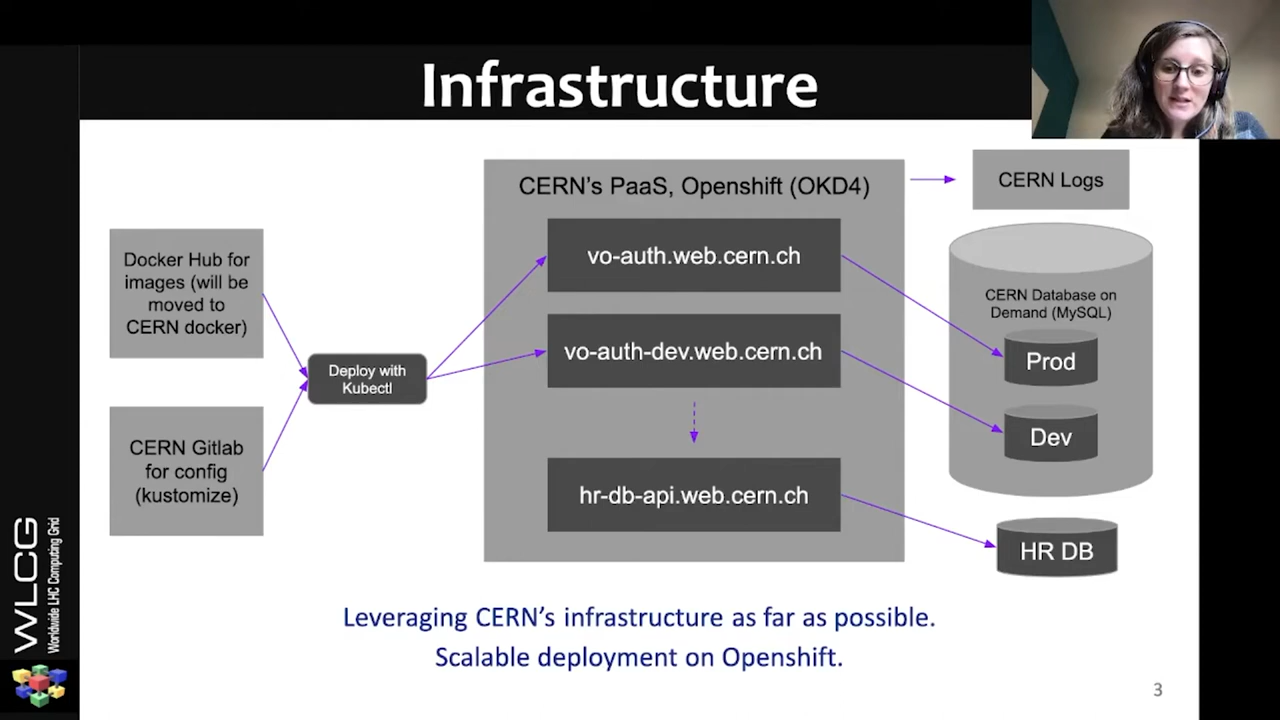 Infrastructure
CERN's PaaS, Openshift (OKD4)
CERN Logs
Docker Hub for
images (will be
moved to
CERN docker)
vo-auth.web.cern.ch
CERN Database on
Demand (MySQL)
vo-auth-dev.web.cern.ch
Prod
Deploy with
Kubectl
Dev
CERN Gitlab
for config
(kustomize)
hr-db-api.web.cern.ch
HR DB
WLCG
Worldwide LHC Computing Grid
Leveraging CERN's infrastructure as far as possible.
Scalable deployment on Openshift.
3